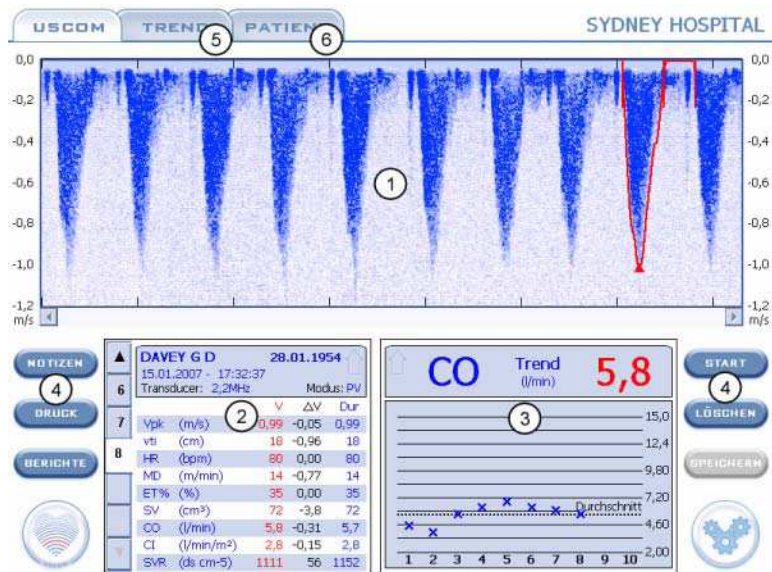 USCOM TREND PATIEN SYDNEY HOSPITAL
5 6
0,0 0,0
-0,2 -0,2
-0,4 -0,4
1
-0,6 -0,6
-0,8 -0,8
-1,0 -1,0
-1,2 -1,2
m/s m/s
NOTIZEN
4
DRUCK
BERICHTE
6
7
8
DAVEY G D 28.01.1954
15.01.2007 - 17:32:37
Transducer: 2,2MHz Modus: PV
2 V ΔV Dur
Vpk (m/s) 0,99 -0,05 0,99
vti (cm) 18 -0,96 18
HR (bpm) 80 0,00 80
MD (m/min) 14 -0,77 14
ET% (%) 35 0,00 35
SV (cm³) 72 -3,8 72
CO (l/min) 5,8 -0,31 5,7
CI (l/min/m²) 2,8 -0,15 2,8
SVR (ds cm-5) 1111 56 1152
CO Trend 5,8
(l/min)
3
15,0
12,4
9,80
7,20
Durchschnitt
4,60
2,00
1 2 3 4 5 6 7 8 9 10
START
4
LÖSCHEN
SPEICHERN